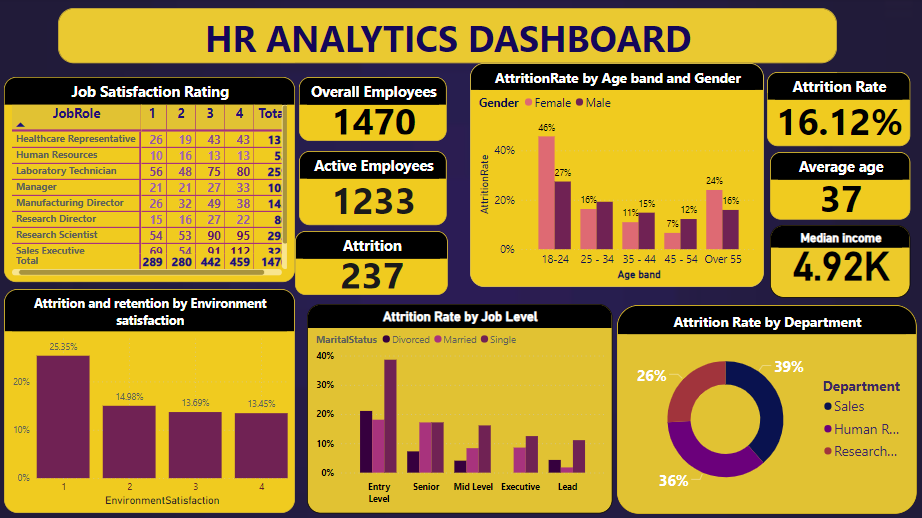 HR ANALYTICS DASHBOARD
Job Satisfaction Rating
JobRole 1 2 3 4 Tota
Healthcare Representative 26 19 43 43 13
Human Resources 10 16 13 13 5
Laboratory Technician 56 48 75 80 25
Manager 21 21 27 33 10
Manufacturing Director 26 32 49 38 14
Research Director 15 16 27 22 8
Research Scientist 54 53 90 95 29
Sales Executive 69 54 91 112 32
Total 289 280 442 459 147
Overall Employees
1470
Active Employees
1233
Attrition
237
AttritionRate by Age band and Gender
Gender Female Male
AttritionRate
40%
20%
0%
46%
27%
16%
19%
11%
15%
7%
12%
24%
16%
18-24 25 - 34 35 - 44 45 - 54 Over 55
Age band
Attrition Rate
16.12%
Average age
37
Median income
4.92K
Attrition and retention by Environment
satisfaction
20%
10%
0%
25.35%
14.98%
13.69%
13.45%
1 2 3 4
EnvironmentSatisfaction
Attrition Rate by Job Level
MaritalStatus Divorced Married Single
40%
30%
20%
10%
0%
Entry
Level
Senior Mid Level Executive Lead
Attrition Rate by Department
39%
36%
26%
Department
Sales
Human R...
Research...